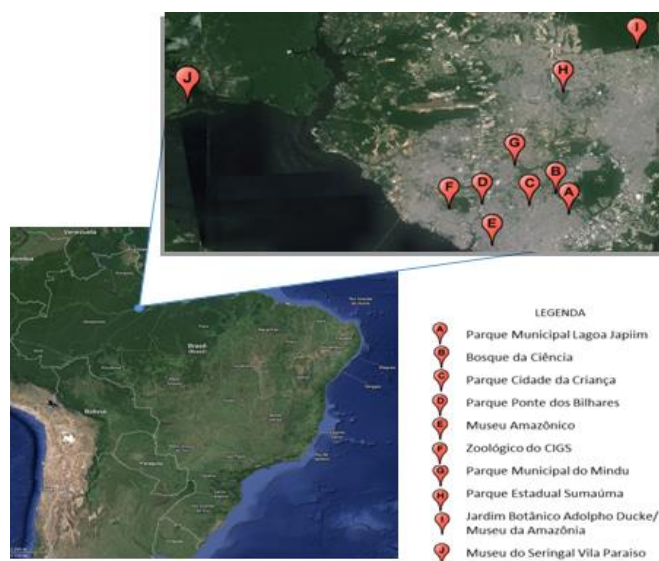 J
I
H
G
B
F
D
C
A
E
Venezuela
Brasil
(Brazil)
Bolivia
LEGENDA
A Parque Municipal Lagoa Japiim
B Bosque da Ciência
C Parque Cidade da Criança
D Parque Ponte dos Bilhares
E Museu Amazônico
F Zoológico do CIGS
G Parque Municipal do Mindu
H Parque Estadual Sumaúma
I Jardim Botânico Adolpho Ducke/
Museu da Amazônia
J Museu do Seringal Vila Paraiso